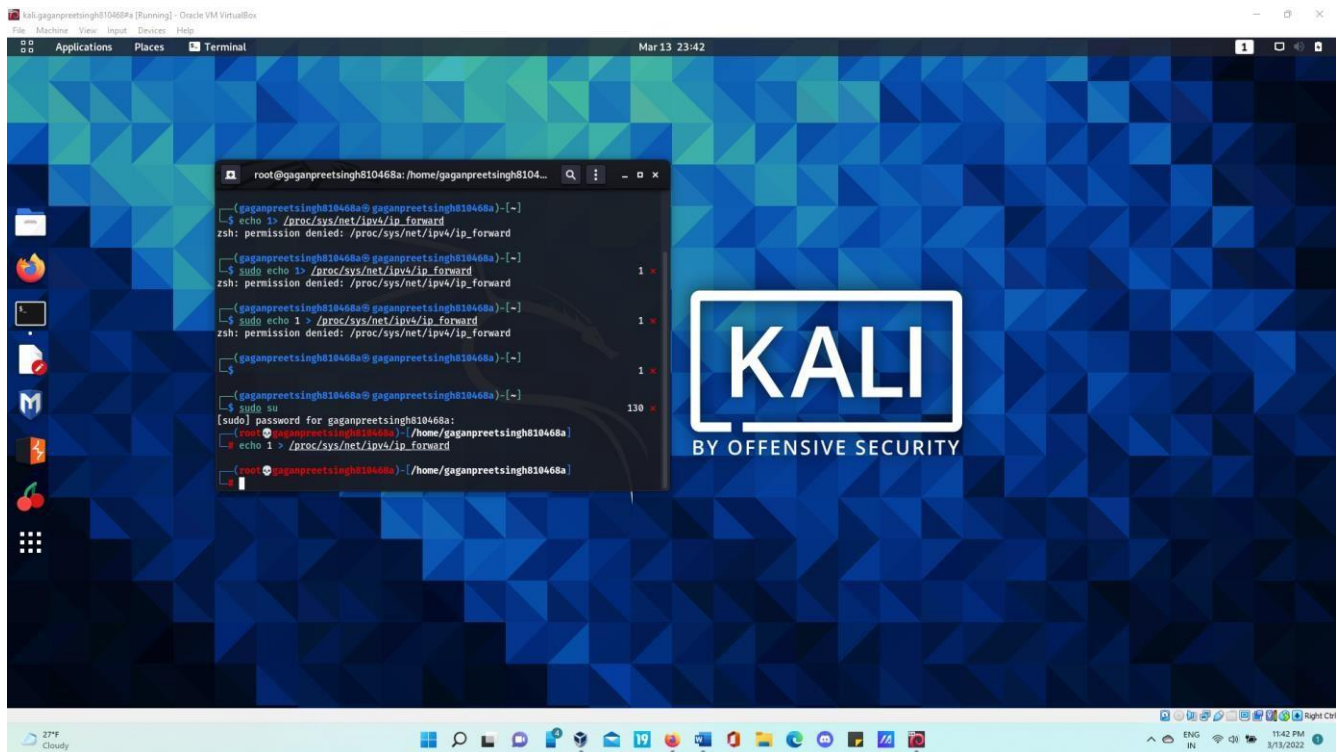 kali.gaganpreetsingh810468#a [Running] - Oracle VM VirtualBox
File Machine View Input Devices Help
Applications Places Terminal Mar 13 23:42 1
root@gaganpreetsingh810468a: /home/gaganpreetsingh8104...
(gaganpreetsingh810468a㉿gaganpreetsingh810468a)-[~]
$ echo 1> /proc/sys/net/ipv4/ip_forward
zsh: permission denied: /proc/sys/net/ipv4/ip_forward
(gaganpreetsingh810468a㉿gaganpreetsingh810468a)-[~]
$ sudo echo 1> /proc/sys/net/ipv4/ip_forward 1 ⨯
zsh: permission denied: /proc/sys/net/ipv4/ip_forward
(gaganpreetsingh810468a㉿gaganpreetsingh810468a)-[~]
$ sudo echo 1 > /proc/sys/net/ipv4/ip_forward 1 ⨯
zsh: permission denied: /proc/sys/net/ipv4/ip_forward
(gaganpreetsingh810468a㉿gaganpreetsingh810468a)-[~]
$ 1 ⨯
(gaganpreetsingh810468a㉿gaganpreetsingh810468a)-[~]
$ sudo su 130 ⨯
[sudo] password for gaganpreetsingh810468a:
(root💀gaganpreetsingh810468a)-[/home/gaganpreetsingh810468a]
# echo 1 > /proc/sys/net/ipv4/ip_forward
(root💀gaganpreetsingh810468a)-[/home/gaganpreetsingh810468a]
#
KALI
BY OFFENSIVE SECURITY
Right Ctrl
27°F
Cloudy
ENG
IN
11:42 PM
3/13/2022